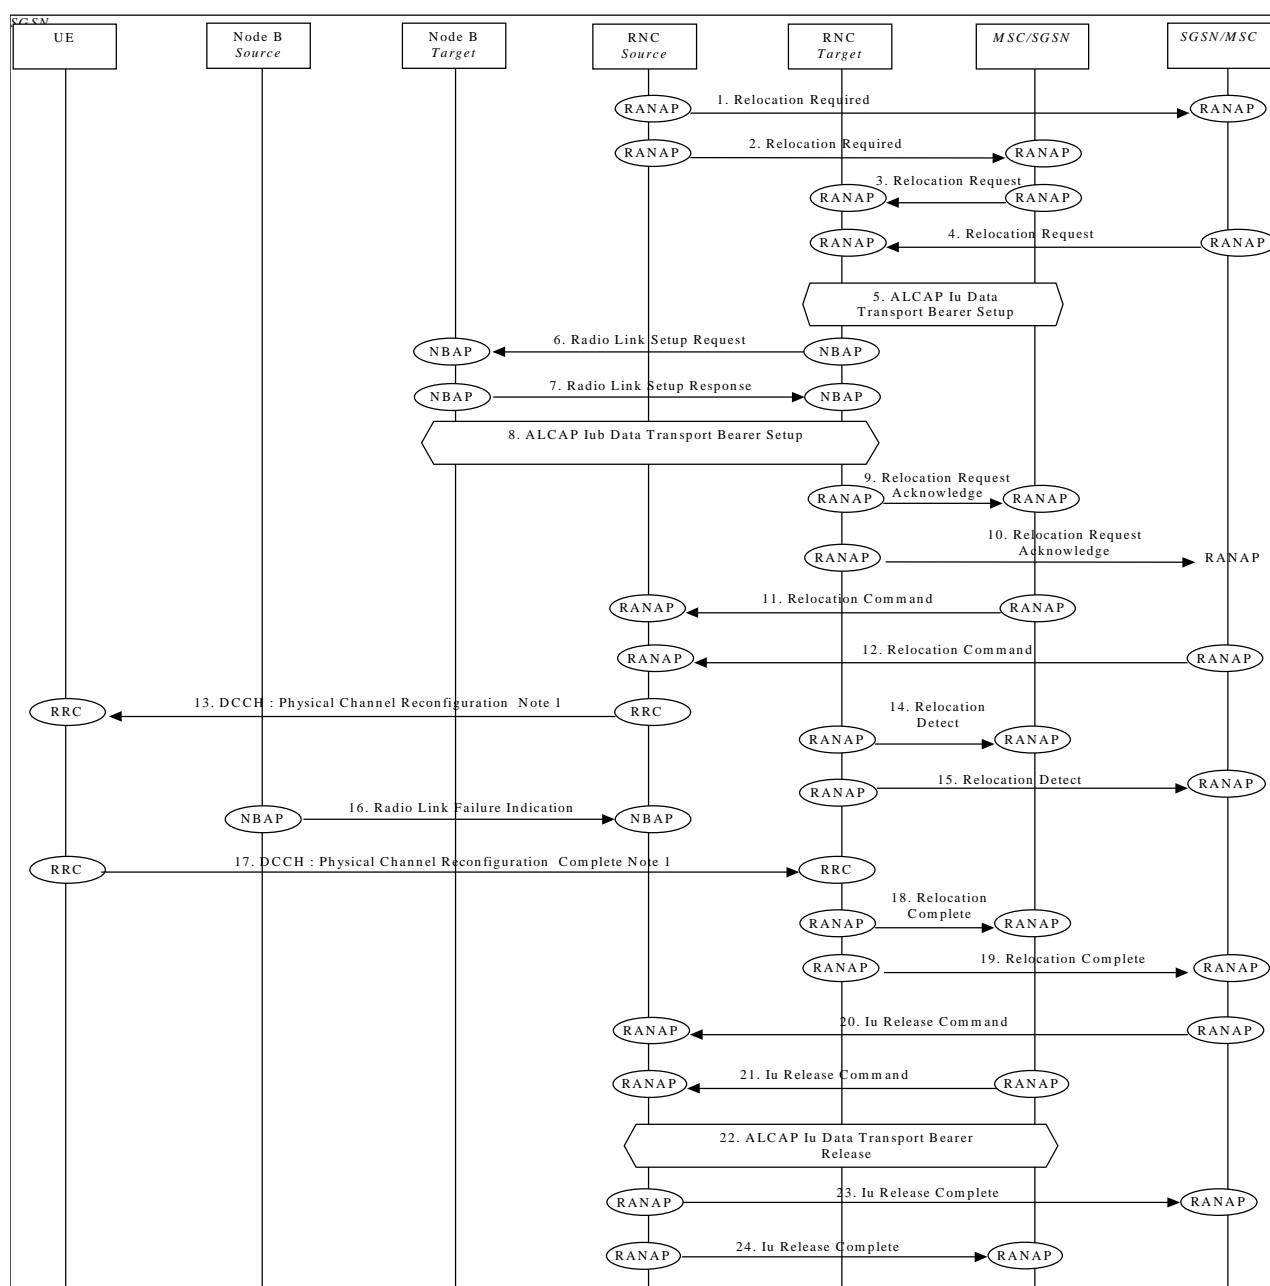 SGSN
UE
Node B
Source
Node B
Target
RNC
Source
RNC
Target
MSC/SGSN
SGSN/MSC
RANAP
1. Relocation Required
RANAP
RANAP
2. Relocation Required
RANAP
RANAP
3. Relocation Request
RANAP
RANAP
4. Relocation Request
RANAP
5. ALCAP Iu Data
Transport Bearer Setup
NBAP
6. Radio Link Setup Request
NBAP
NBAP
7. Radio Link Setup Response
NBAP
8. ALCAP Iub Data Transport Bearer Setup
RANAP
9. Relocation Request
Acknowledge
RANAP
RANAP
10. Relocation Request
Acknowledge
RANAP
RANAP
11. Relocation Command
RANAP
RANAP
12. Relocation Command
RANAP
RRC
13. DCCH : Physical Channel Reconfiguration Note 1
RRC
RANAP
14. Relocation
Detect
RANAP
RANAP
15. Relocation Detect
RANAP
NBAP
16. Radio Link Failure Indication
NBAP
RRC
17. DCCH : Physical Channel Reconfiguration Complete Note 1
RRC
RANAP
18. Relocation
Complete
RANAP
RANAP
19. Relocation Complete
RANAP
RANAP
20. Iu Release Command
RANAP
RANAP
21. Iu Release Command
RANAP
22. ALCAP Iu Data Transport Bearer
Release
RANAP
23. Iu Release Complete
RANAP
RANAP
24. Iu Release Complete
RANAP